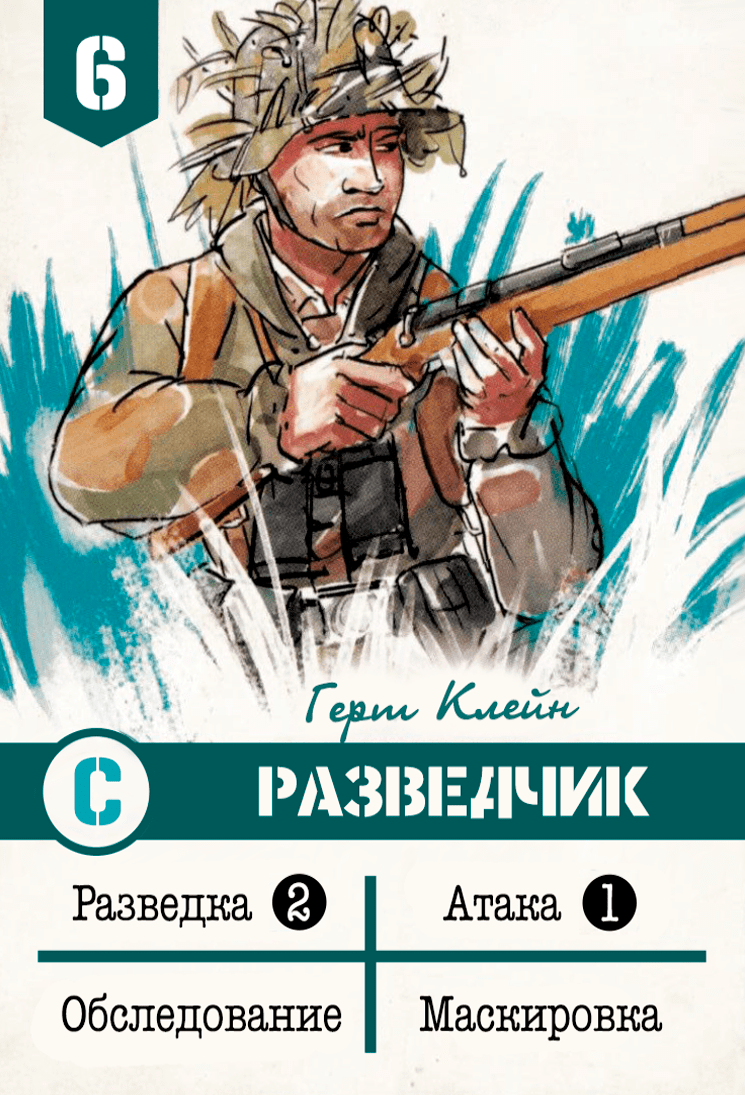 6
Герт Клейн
С РАЗВЕДЧИК
Разведка 2 Атака 1
Обследование Маскировка